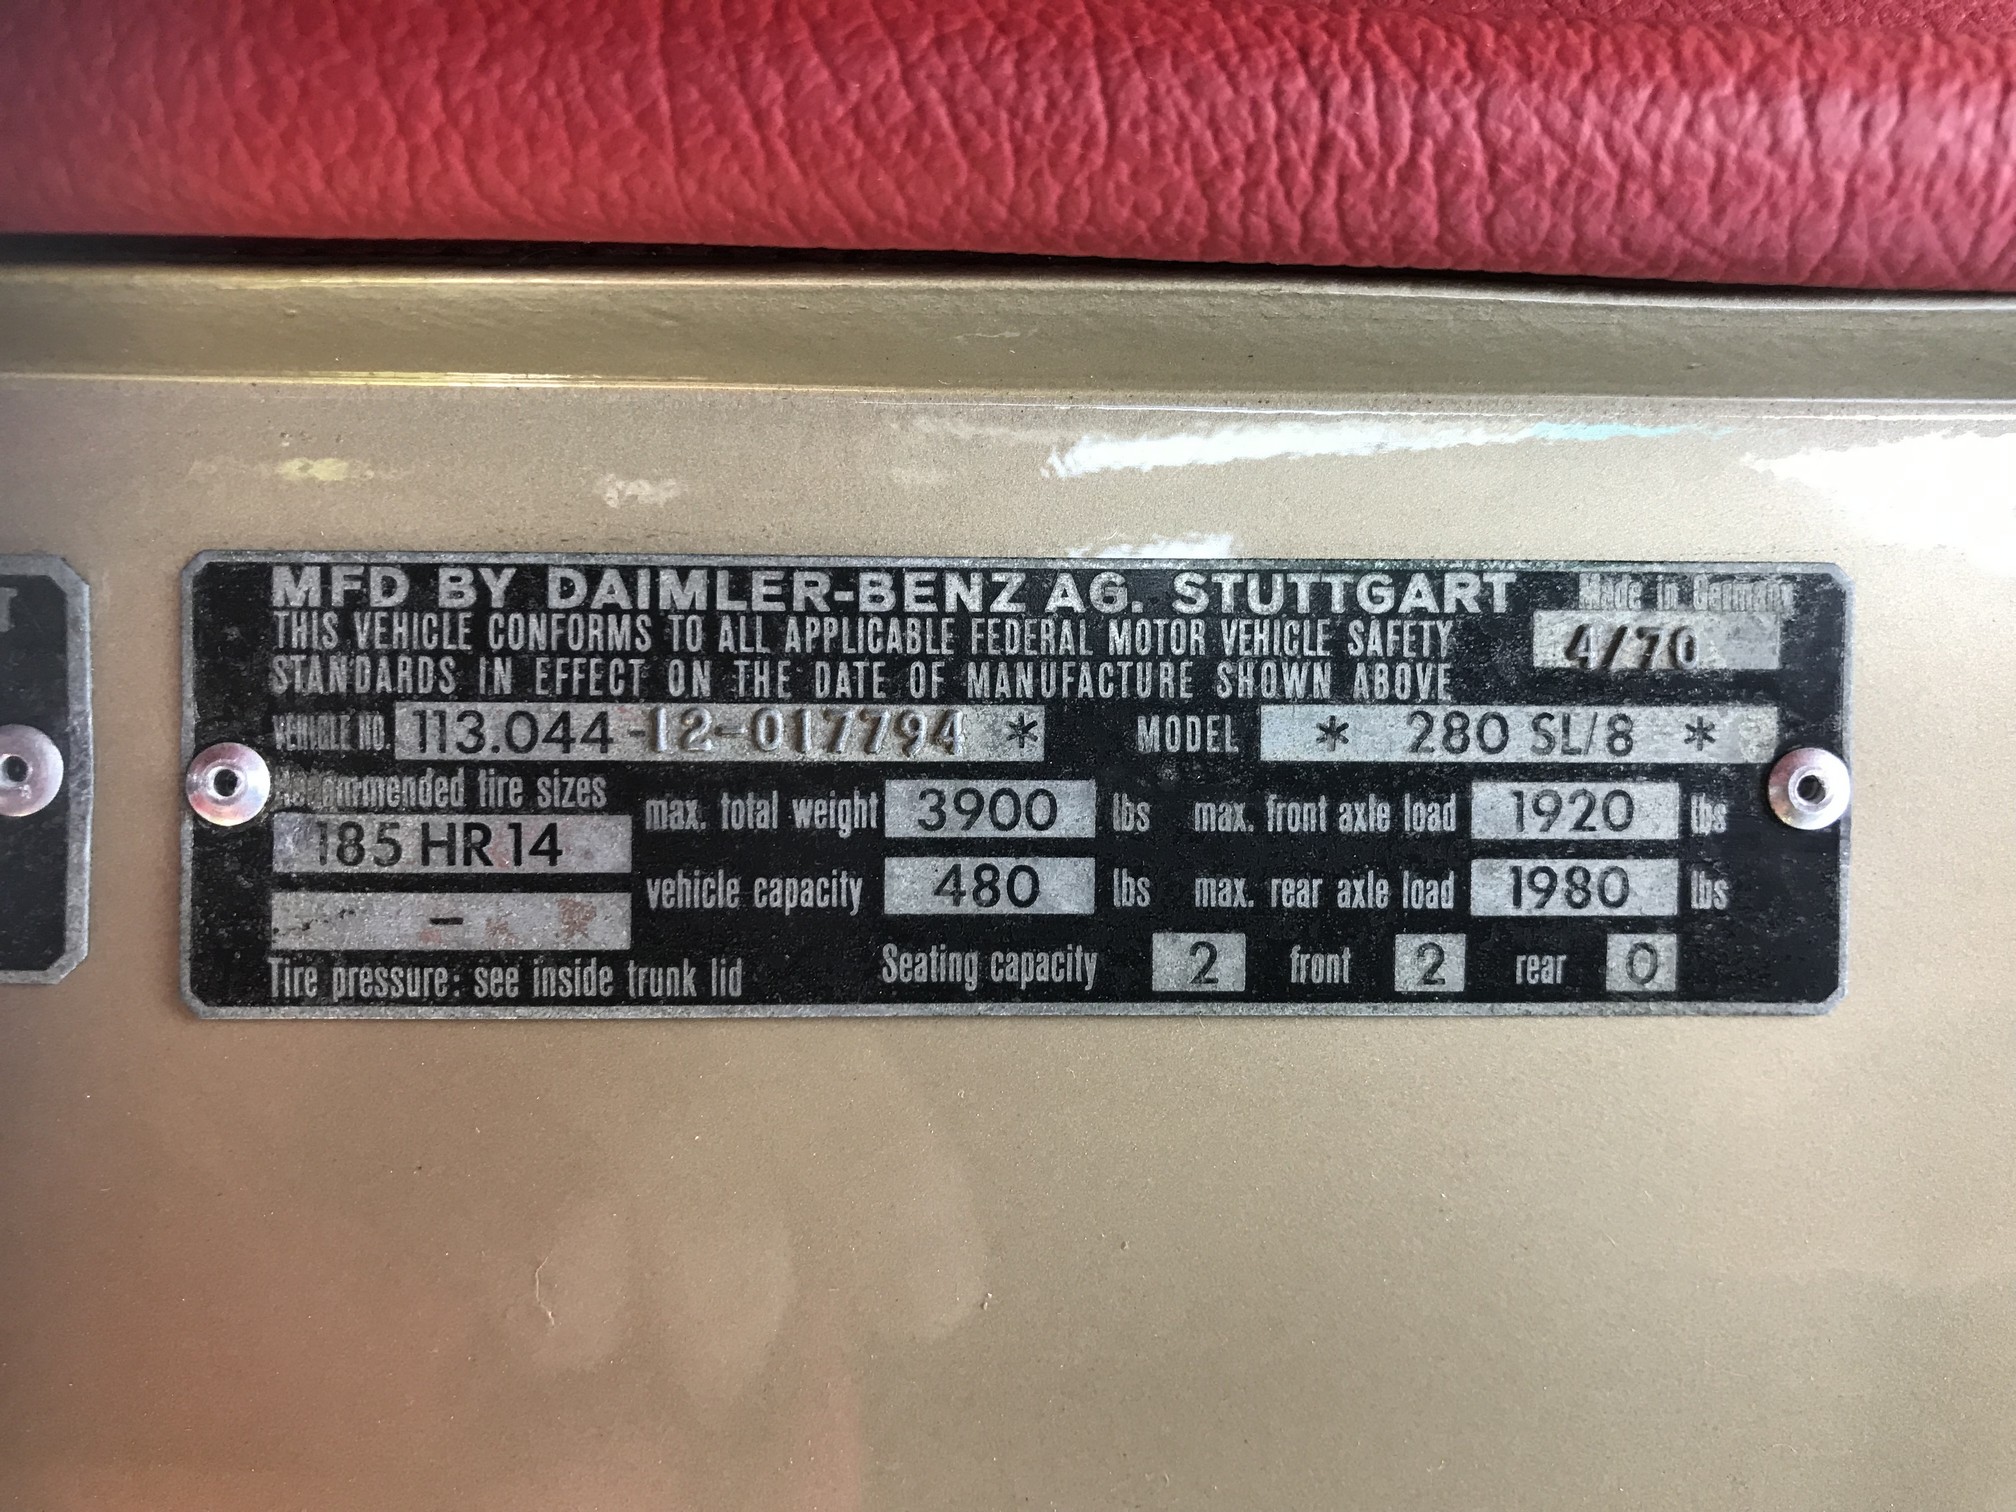 MFD BY DAIMLER-BENZ AG. STUTTGART Made in Germany
THIS VEHICLE CONFORMS TO ALL APPLICABLE FEDERAL MOTOR VEHICLE SAFETY 4/70
STANDARDS IN EFFECT ON THE DATE OF MANUFACTURE SHOWN ABOVE
VEHICLE NO. 113.044-12-017794 * MODEL * 280 SL/8 *
Recommended tire sizes
185 HR 14
max. total weight 3900 lbs max. front axle load 1920 lbs
vehicle capacity 480 lbs max. rear axle load 1980 lbs
-
Tire pressure: see inside trunk lid Seating capacity 2 front 2 rear 0
T